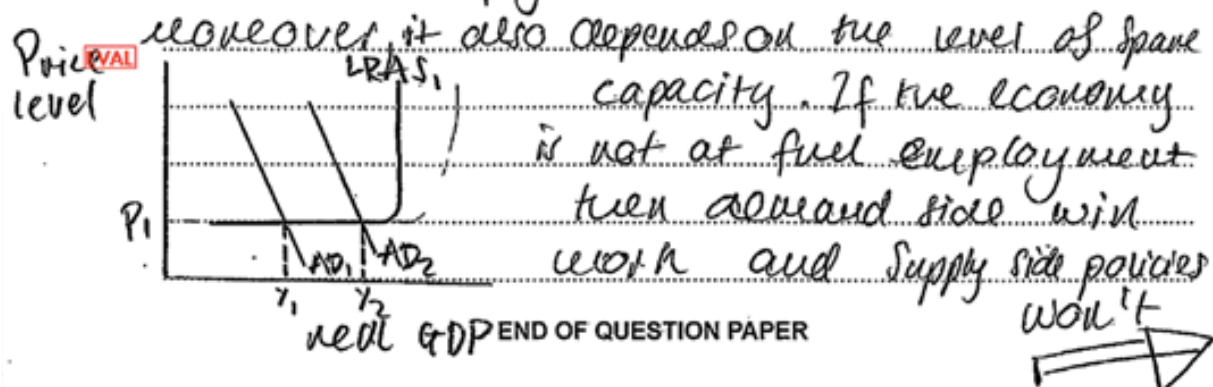 Moreover, it also depends on the level of spare
Price EVAL
level
LRAS1
capacity. If the economy
is not at full employment
P1
then demand side will
AD1 AD2
work and supply side policies
Y1 Y2
won't
real GDP END OF QUESTION PAPER